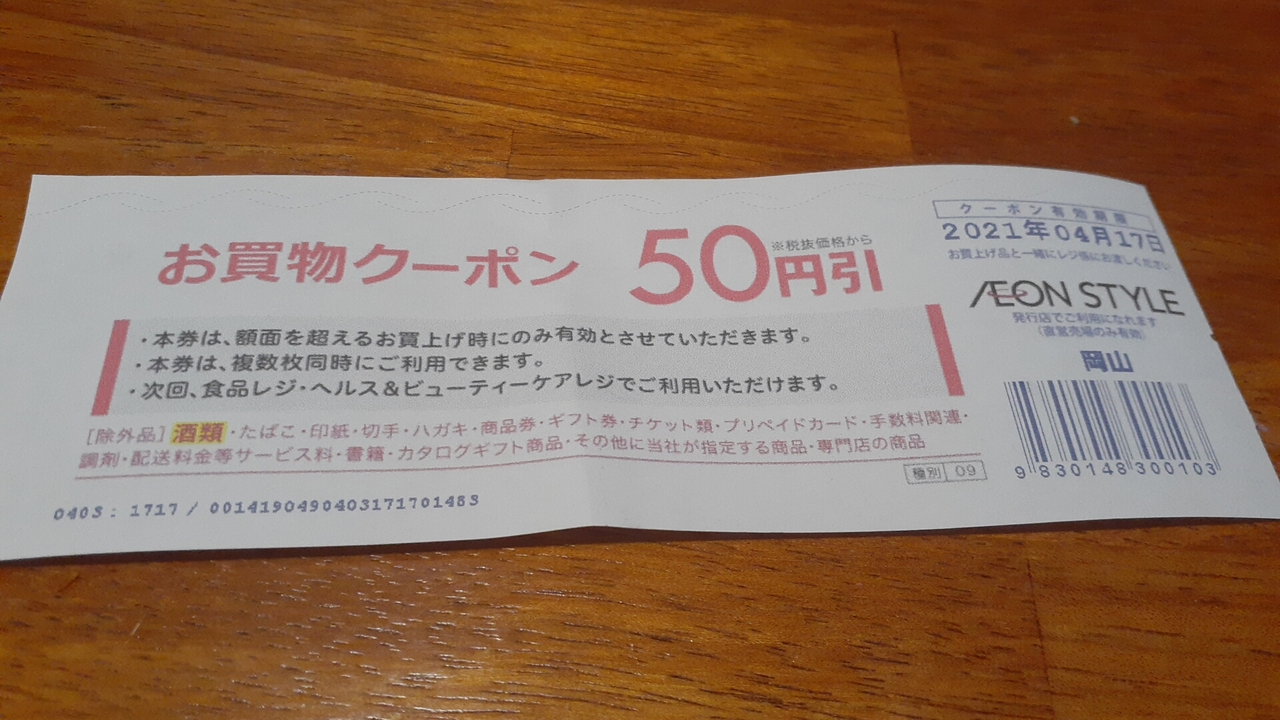 お買物クーポン 50円引
※税抜価格から
・本券は、額面を超えるお買上げ時にのみ有効とさせていただきます。
・本券は、複数枚同時にご利用できます。
・次回、食品レジ・ヘルス＆ビューティーケアレジでご利用いただけます。
［除外品］酒類・たばこ・印紙・切手・ハガキ・商品券・ギフト券・チケット類・プリペイドカード・手数料関連・
調剤・配送料金等サービス料・書籍・カタログギフト商品・その他に当社が指定する商品・専門店の商品
種別 09
0403 : 1717 / 0014190490403171701483
クーポン有効期限
2021年04月17日
お買上げ品と一緒にレジ係にお渡しください
ÆON STYLE
発行店でご利用になれます
(直営売場のみ有効)
岡山
9830148300103